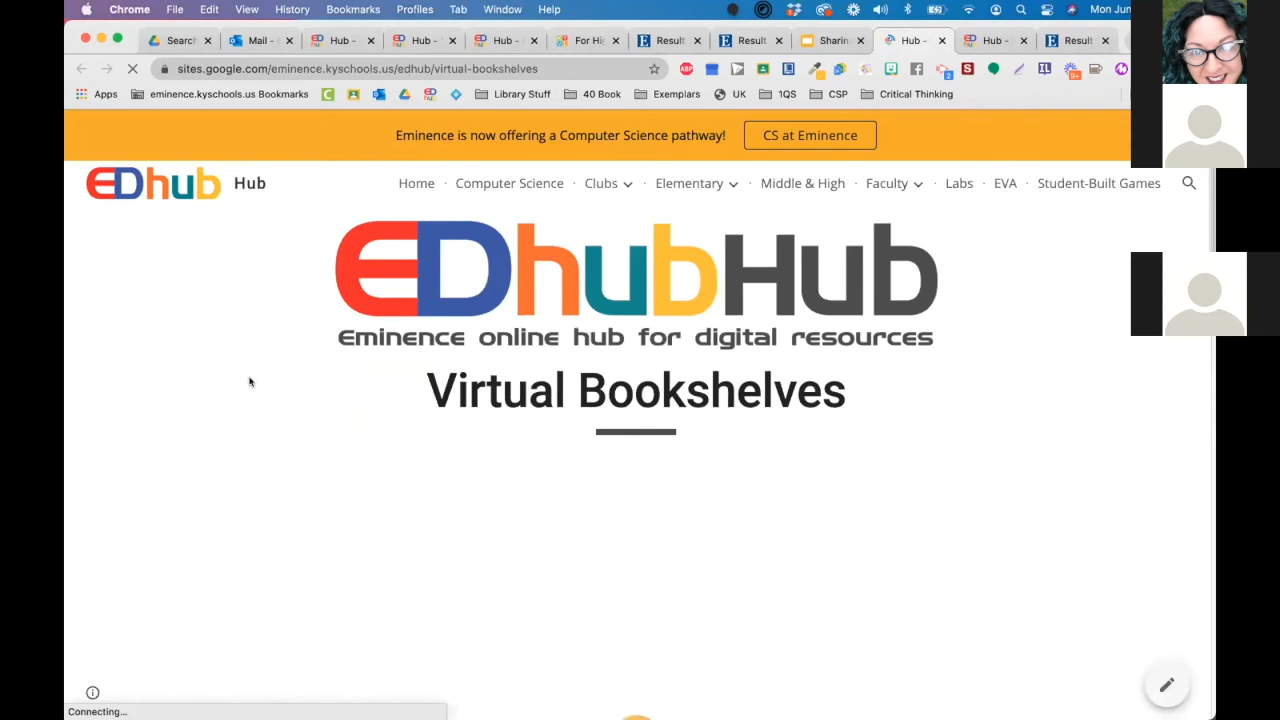 Chrome File Edit View History Bookmarks Profiles Tab Window Help Mon Jun
Search Mail - Hub - Hub - Hub - For Hi Result Result Sharin Hub - Hub - Result
sites.google.com/eminence.kyschools.us/edhub/virtual-bookshelves
Apps eminence.kyschools.us Bookmarks Library Stuff 40 Book Exemplars UK 1QS CSP Critical Thinking
Eminence is now offering a Computer Science pathway! CS at Eminence
EDhub Hub Home Computer Science Clubs Elementary Middle & High Faculty Labs EVA Student-Built Games
EDhubHub
Eminence online hub for digital resources
Virtual Bookshelves
Connecting...